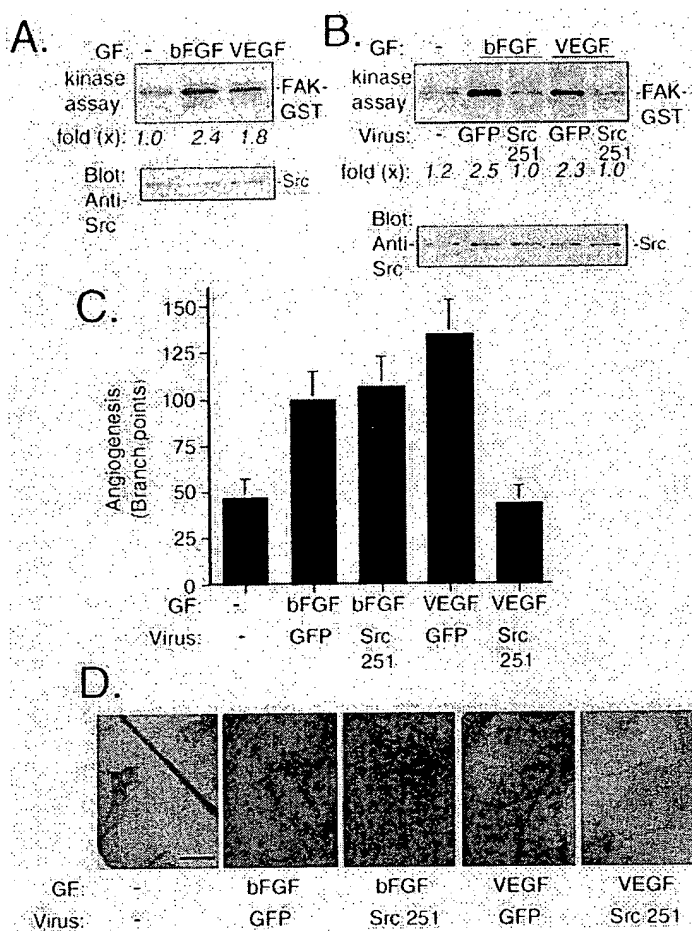 A.
GF: - bFGF VEGF
kinase assay -FAK-GST
fold (x): 1.0 2.4 1.8
Blot: Anti-Src -Src
B.
GF: - bFGF VEGF
kinase assay -FAK-GST
Virus: - GFP Src 251 GFP Src 251
fold (x): 1.2 2.5 1.0 2.3 1.0
Blot: Anti-Src -Src
C.
Angiogenesis
(Branch points)
150
125
100
75
50
25
0
GF: - bFGF bFGF VEGF VEGF
Virus: - GFP Src 251 GFP Src 251
D.
GF: - bFGF bFGF VEGF VEGF
Virus: - GFP Src 251 GFP Src 251